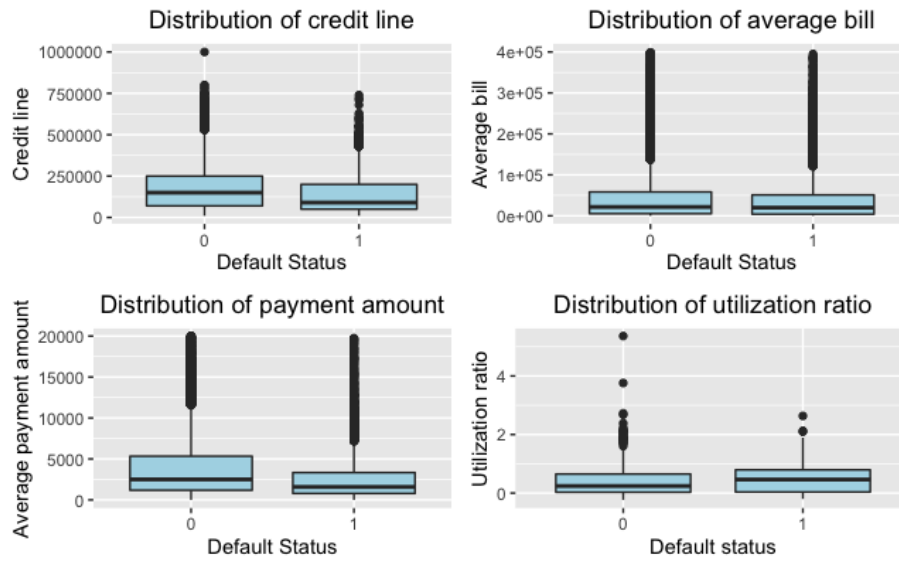 Distribution of credit line
Credit line
1000000
750000
500000
250000
0
0 1
Default Status
Distribution of average bill
Average bill
4e+05
3e+05
2e+05
1e+05
0e+00
0 1
Default Status
Distribution of payment amount
Average payment amount
20000
15000
10000
5000
0
0 1
Default Status
Distribution of utilization ratio
Utilization ratio
4
2
0
0 1
Default status